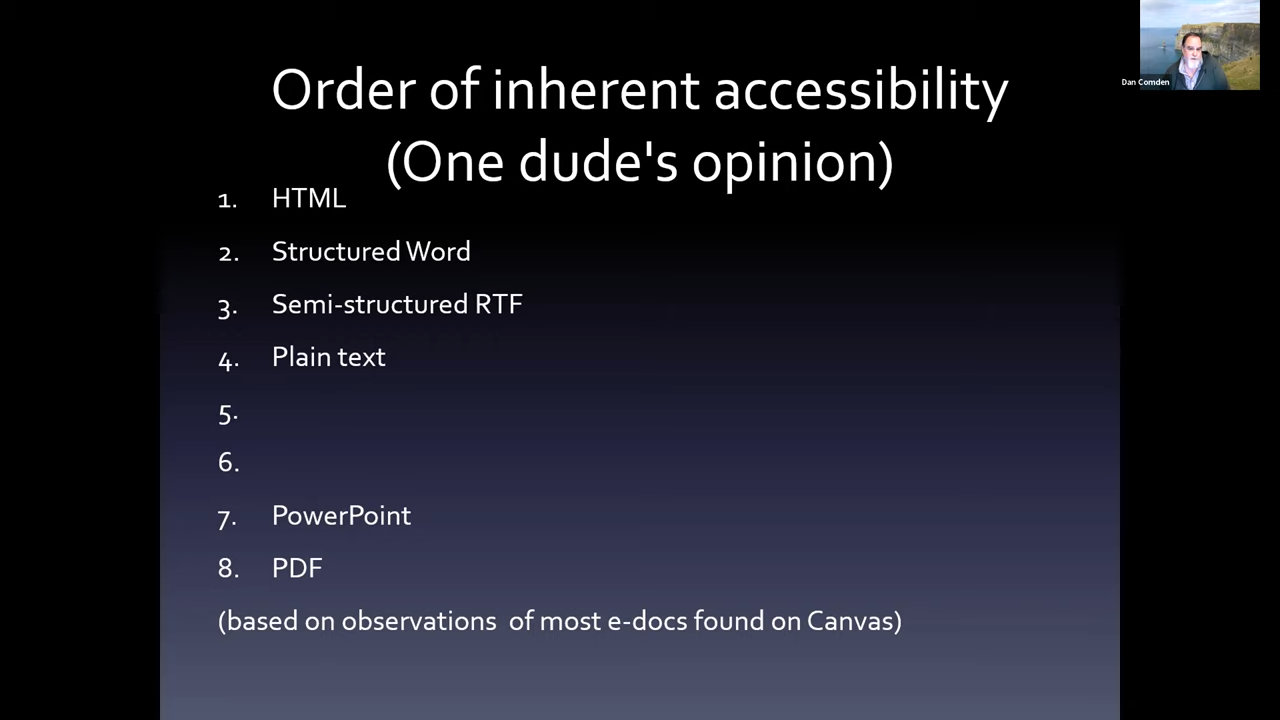 Order of inherent accessibility
(One dude's opinion)
1. HTML
2. Structured Word
3. Semi-structured RTF
4. Plain text
5.
6.
7. PowerPoint
8. PDF
(based on observations  of most e-docs found on Canvas)
Dan Comden